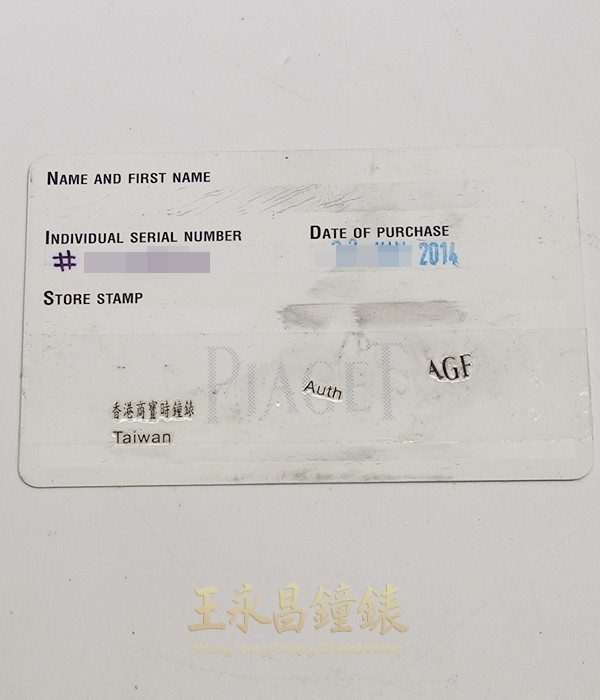 NAME AND FIRST NAME
INDIVIDUAL SERIAL NUMBER
DATE OF PURCHASE
#
2014
STORE STAMP
PIAGET
AGE
Auth
香港商寶時鐘錶
Taiwan
王永昌鐘錶